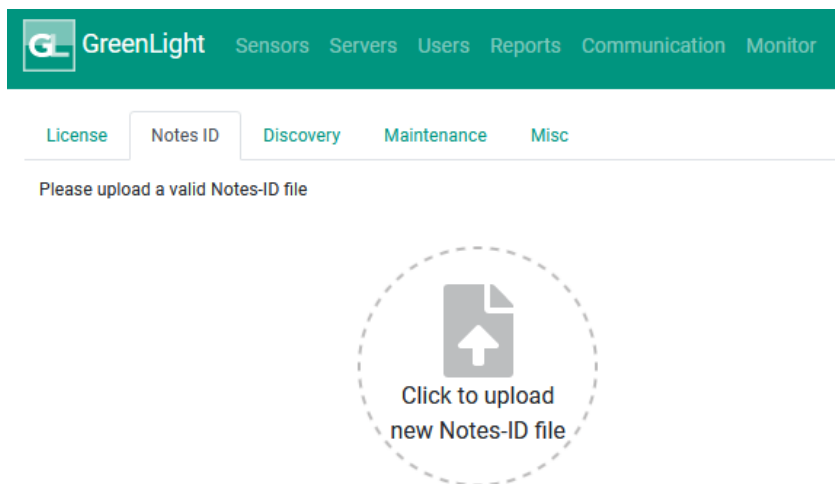 GL GreenLight Sensors Servers Users Reports Communication Monitor
License Notes ID Discovery Maintenance Misc
Please upload a valid Notes-ID file
Click to upload
new Notes-ID file